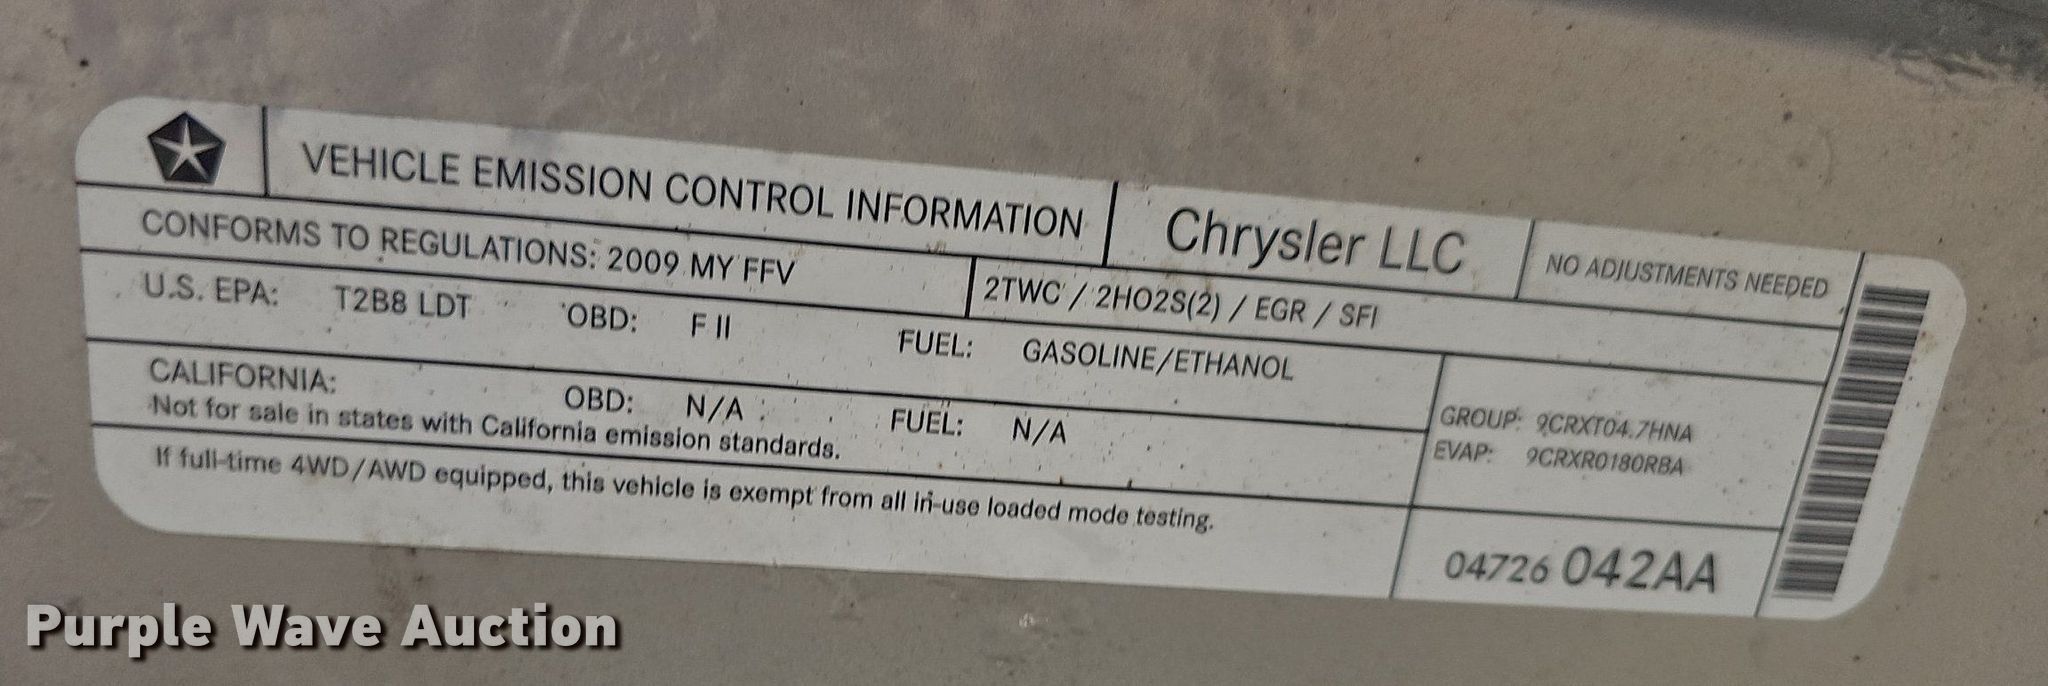 VEHICLE EMISSION CONTROL INFORMATION
Chrysler LLC
NO ADJUSTMENTS NEEDED
CONFORMS TO REGULATIONS: 2009 MY FFV
2TWC / 2HO2S(2) / EGR / SFI
U.S. EPA: T2B8 LDT OBD: F II FUEL: GASOLINE/ETHANOL
CALIFORNIA: OBD: N/A FUEL: N/A
Not for sale in states with California emission standards.
GROUP: 9CRXT04.7HNA
EVAP: 9CRXR0180RBA
If full-time 4WD/AWD equipped, this vehicle is exempt from all in-use loaded mode testing.
04726 042AA
Purple Wave Auction